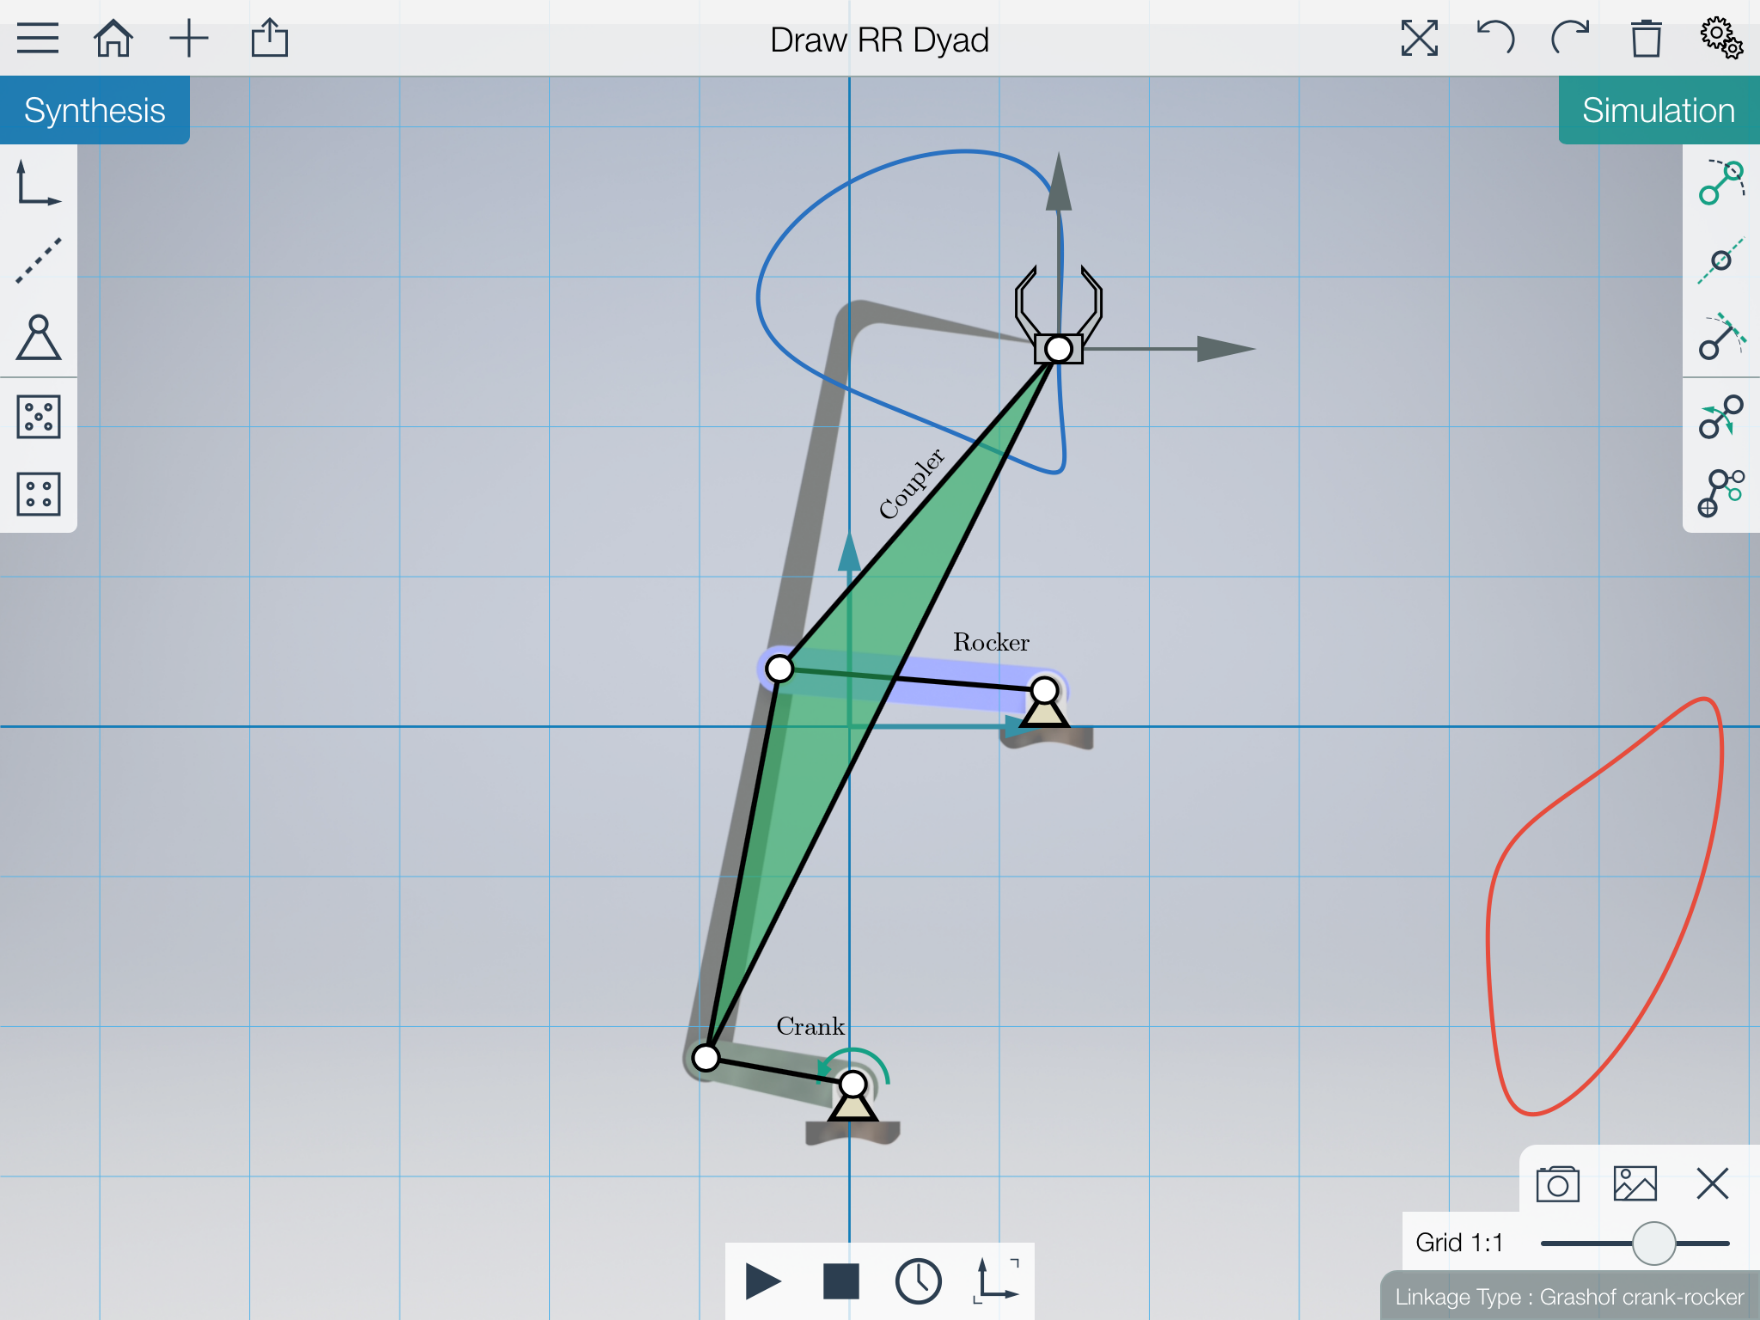 Draw RR Dyad
Synthesis
Simulation
Coupler
Rocker
Crank
Grid 1:1
Linkage Type : Grashof crank-rocker